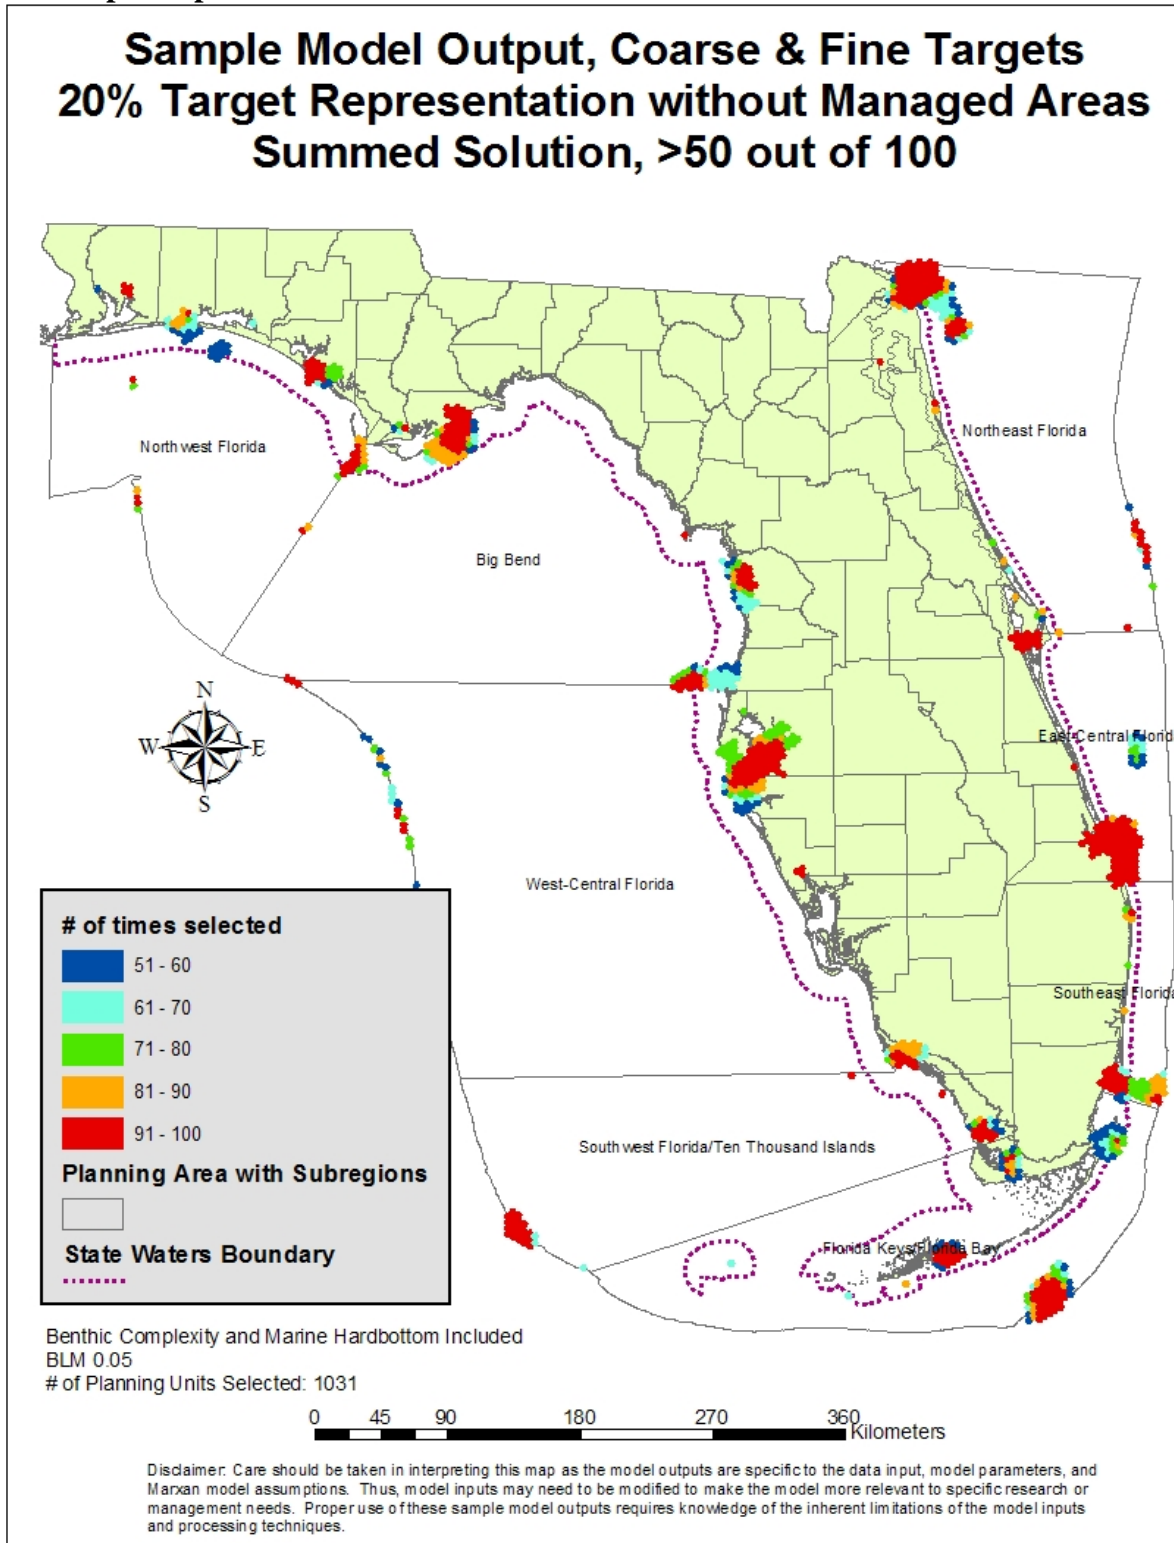 Sample Model Output, Coarse & Fine Targets
20% Target Representation without Managed Areas
Summed Solution, >50 out of 100
Northwest Florida
Northeast Florida
Big Bend
N
W E
S
East-Central Florid
West-Central Florida
Southeast Florida
Southwest Florida/Ten Thousand Islands
Florida Keys/Florida Bay
# of times selected
51 - 60
61 - 70
71 - 80
81 - 90
91 - 100
Planning Area with Subregions
State Waters Boundary
Benthic Complexity and Marine Hardbottom Included
BLM 0.05
# of Planning Units Selected: 1031
0 45 90 180 270 360
Kilometers
Disclaimer: Care should be taken in interpreting this map as the model outputs are specific to the data input, model parameters, and
Marxan model assumptions. Thus, model inputs may need to be modified to make the model more relevant to specific research or
management needs. Proper use of these sample model outputs requires knowledge of the inherent limitations of the model inputs
and processing techniques.